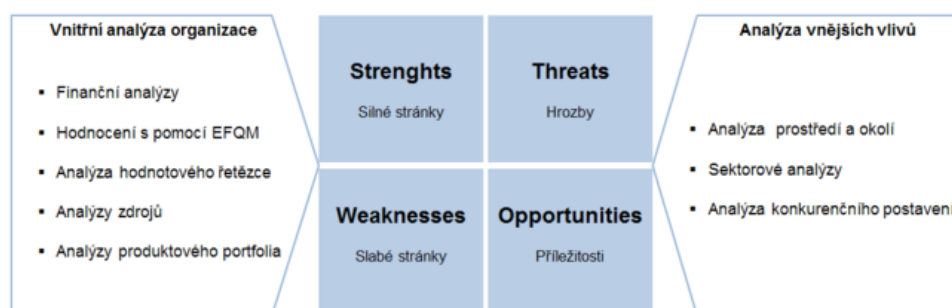 Vnitřní analýza organizace
▪ Finanční analýzy
▪ Hodnocení s pomocí EFQM
▪ Analýza hodnotového řetězce
▪ Analýzy zdrojů
▪ Analýzy produktového portfolia
Strenghts
Silné stránky
Threats
Hrozby
Weaknesses
Slabé stránky
Opportunities
Příležitosti
Analýza vnějších vlivů
▪ Analýza prostředí a okolí
▪ Sektorové analýzy
▪ Analýza konkurenčního postavení